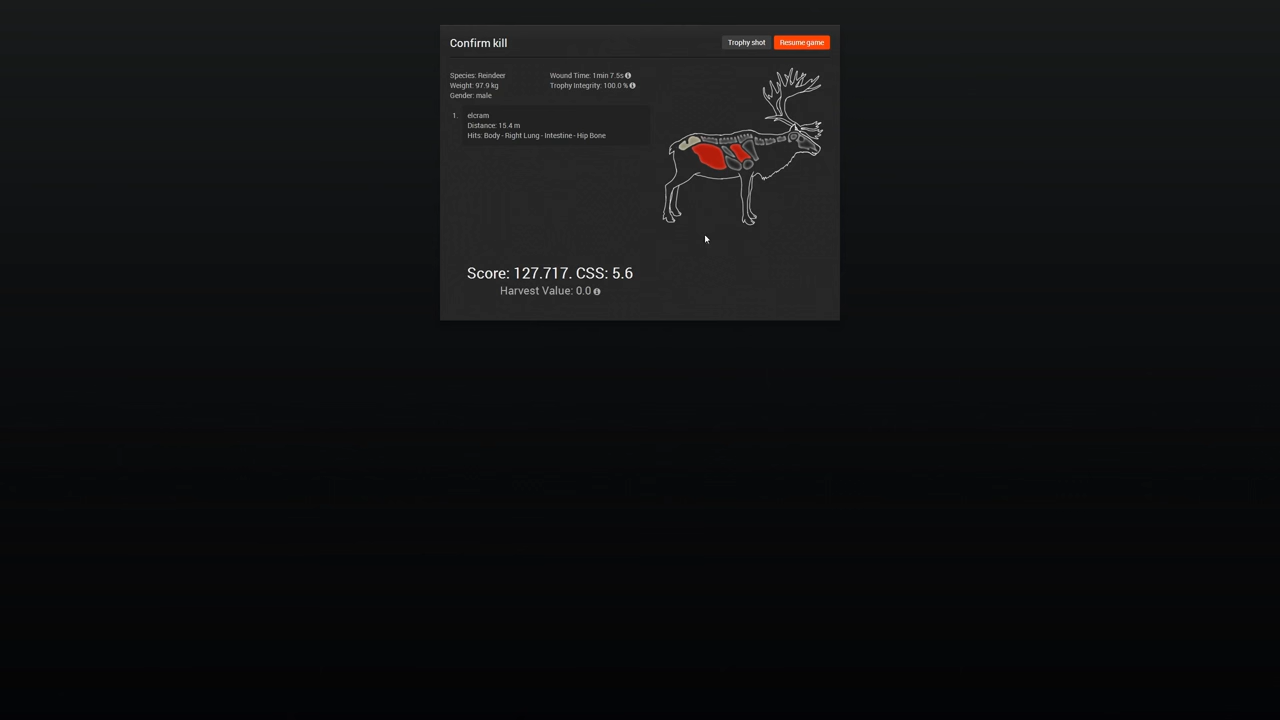 Confirm kill
Trophy shot
Resume game
Species: Reindeer
Weight: 97.9 kg
Gender: male
Wound Time: 1min 7.5s
Trophy Integrity: 100.0 %
1.
elcram
Distance: 15.4 m
Hits: Body - Right Lung - Intestine - Hip Bone
Score: 127.717. CSS: 5.6
Harvest Value: 0.0